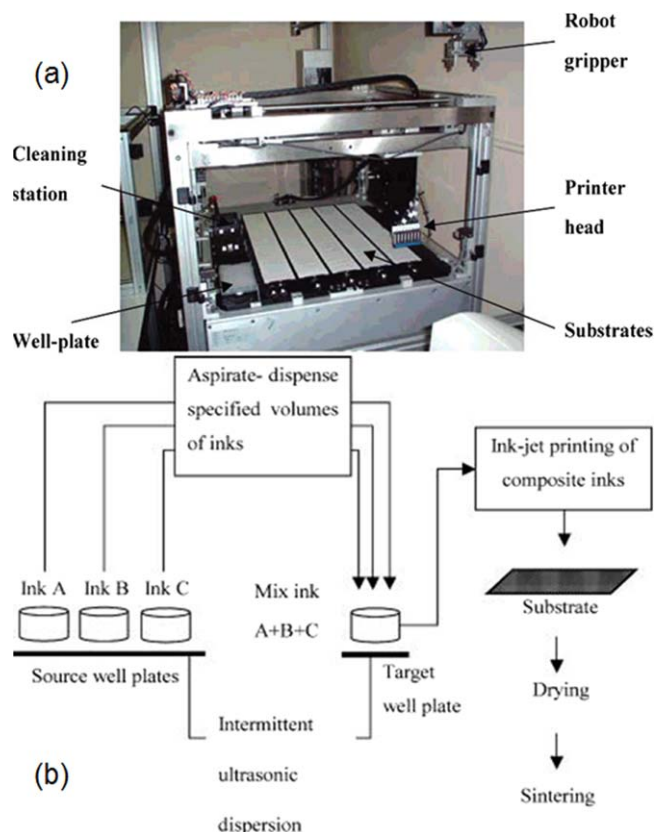 (a)
Robot
gripper
Cleaning
station
Printer
head
Well-plate
Substrates
Aspirate- dispense
specified volumes
of inks
Ink-jet printing of
composite inks
Ink A
Ink B
Ink C
Mix ink
A+B+C
Substrate
Source well plates
Target
well plate
Drying
Intermittent
ultrasonic
dispersion
Sintering
(b)